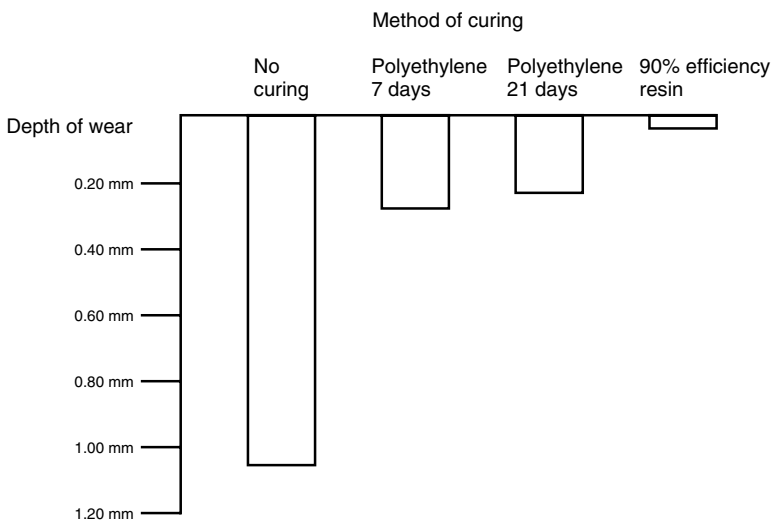 Method of curing
No
curing
Polyethylene
7 days
Polyethylene
21 days
90% efficiency
resin
Depth of wear
0.20 mm
0.40 mm
0.60 mm
0.80 mm
1.00 mm
1.20 mm